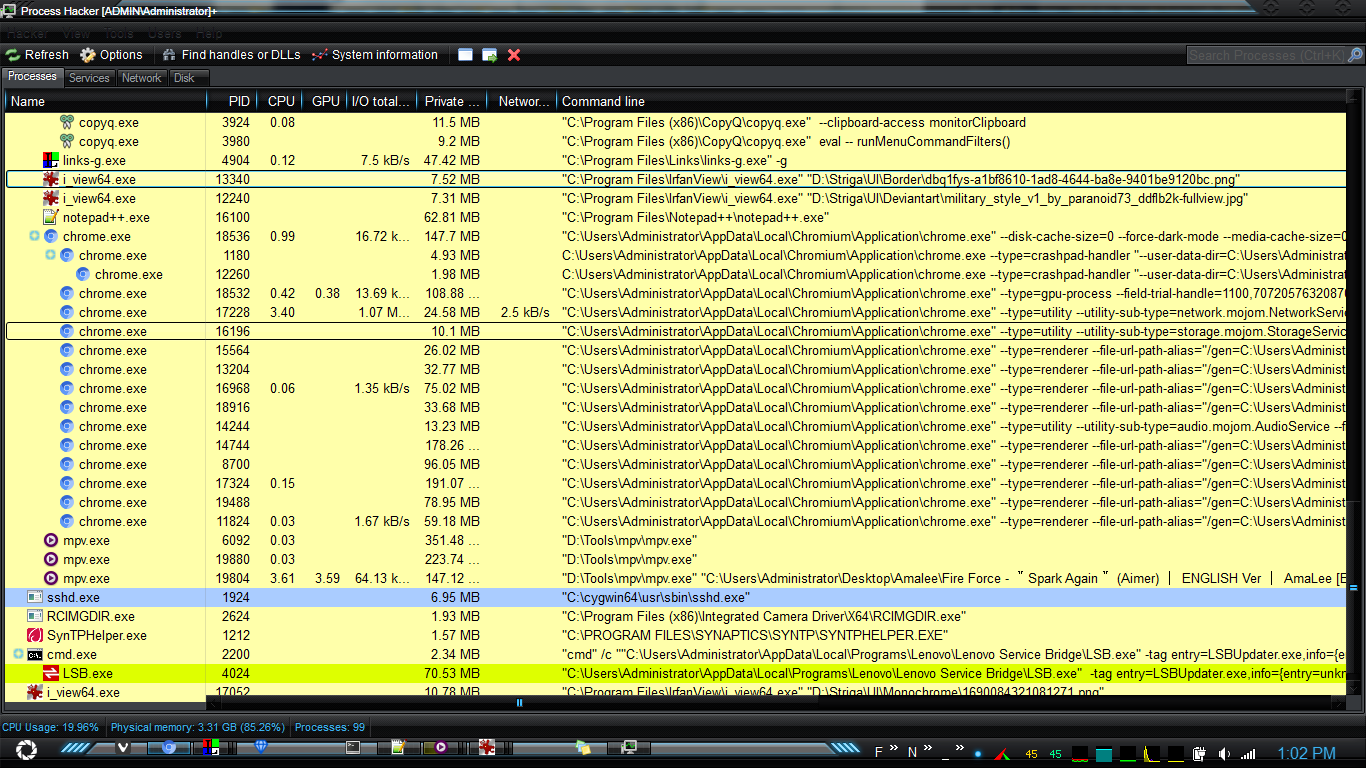 Process Hacker [ADMIN\Administrator]+
Hacker View Tools Users Help
Refresh Options Find handles or DLLs System information Search Processes (Ctrl+K)
Processes Services Network Disk
Name PID CPU GPU I/O total... Private ... Networ... Command line
copyq.exe 3924 0.08 11.5 MB "C:\Program Files (x86)\CopyQ\copyq.exe" --clipboard-access monitorClipboard
copyq.exe 3980 9.2 MB "C:\Program Files (x86)\CopyQ\copyq.exe" eval -- runMenuCommandFilters()
links-g.exe 4904 0.12 7.5 kB/s 47.42 MB "C:\Program Files\Links\links-g.exe" -g
i_view64.exe 13340 7.52 MB "C:\Program Files\IrfanView\i_view64.exe" "D:\Striga\UI\Border\dbq1fys-a1bf8610-1ad8-4644-ba8e-9401be9120bc.png"
i_view64.exe 12240 7.31 MB "C:\Program Files\IrfanView\i_view64.exe" "D:\Striga\UI\Deviantart\military_style_v1_by_paranoid73_ddflb2k-fullview.jpg"
notepad++.exe 16100 62.81 MB "C:\Program Files\Notepad++\notepad++.exe"
chrome.exe 18536 0.99 16.72 k... 147.7 MB "C:\Users\Administrator\AppData\Local\Chromium\Application\chrome.exe" --disk-cache-size=0 --force-dark-mode --media-cache-size=0
chrome.exe 1180 4.93 MB C:\Users\Administrator\AppData\Local\Chromium\Application\chrome.exe --type=crashpad-handler "--user-data-dir=C:\Users\Administrat
chrome.exe 12260 1.98 MB C:\Users\Administrator\AppData\Local\Chromium\Application\chrome.exe --type=crashpad-handler "--user-data-dir=C:\Users\Administrat
chrome.exe 18532 0.42 0.38 13.69 k... 108.88 ... "C:\Users\Administrator\AppData\Local\Chromium\Application\chrome.exe" --type=gpu-process --field-trial-handle=1100,70720576320870
chrome.exe 17228 3.40 1.07 M... 24.58 MB 2.5 kB/s "C:\Users\Administrator\AppData\Local\Chromium\Application\chrome.exe" --type=utility --utility-sub-type=network.mojom.NetworkServic
chrome.exe 16196 10.1 MB "C:\Users\Administrator\AppData\Local\Chromium\Application\chrome.exe" --type=utility --utility-sub-type=storage.mojom.StorageServic
chrome.exe 15564 26.02 MB "C:\Users\Administrator\AppData\Local\Chromium\Application\chrome.exe" --type=renderer --file-url-path-alias="/gen=C:\Users\Administ
chrome.exe 13204 32.77 MB "C:\Users\Administrator\AppData\Local\Chromium\Application\chrome.exe" --type=renderer --file-url-path-alias="/gen=C:\Users\Administ
chrome.exe 16968 0.06 1.35 kB/s 75.02 MB "C:\Users\Administrator\AppData\Local\Chromium\Application\chrome.exe" --type=renderer --file-url-path-alias="/gen=C:\Users\Administ
chrome.exe 18916 33.68 MB "C:\Users\Administrator\AppData\Local\Chromium\Application\chrome.exe" --type=renderer --file-url-path-alias="/gen=C:\Users\Administ
chrome.exe 14244 13.23 MB "C:\Users\Administrator\AppData\Local\Chromium\Application\chrome.exe" --type=utility --utility-sub-type=audio.mojom.AudioService --f
chrome.exe 14744 178.26 ... "C:\Users\Administrator\AppData\Local\Chromium\Application\chrome.exe" --type=renderer --file-url-path-alias="/gen=C:\Users\Administ
chrome.exe 8700 96.05 MB "C:\Users\Administrator\AppData\Local\Chromium\Application\chrome.exe" --type=renderer --file-url-path-alias="/gen=C:\Users\Administ
chrome.exe 17324 0.15 191.07 ... "C:\Users\Administrator\AppData\Local\Chromium\Application\chrome.exe" --type=renderer --file-url-path-alias="/gen=C:\Users\Administ
chrome.exe 19488 78.95 MB "C:\Users\Administrator\AppData\Local\Chromium\Application\chrome.exe" --type=renderer --file-url-path-alias="/gen=C:\Users\Administ
chrome.exe 11824 0.03 1.67 kB/s 59.18 MB "C:\Users\Administrator\AppData\Local\Chromium\Application\chrome.exe" --type=renderer --file-url-path-alias="/gen=C:\Users\Administ
mpv.exe 6092 0.03 351.48 ... "D:\Tools\mpv\mpv.exe"
mpv.exe 19880 0.03 223.74 ... "D:\Tools\mpv\mpv.exe"
mpv.exe 19804 3.61 3.59 64.13 k... 147.12 ... "D:\Tools\mpv\mpv.exe" "C:\Users\Administrator\Desktop\Amalee\Fire Force - ＂Spark Again＂ (Aimer) ｜ ENGLISH Ver ｜ AmaLee [E
sshd.exe 1924 6.95 MB "C:\cygwin64\usr\sbin\sshd.exe"
RCIMGDIR.exe 2624 1.93 MB "C:\Program Files (x86)\Integrated Camera Driver\X64\RCIMGDIR.exe"
SynTPHelper.exe 1212 1.57 MB "C:\PROGRAM FILES\SYNAPTICS\SYNTP\SYNTPHELPER.EXE"
cmd.exe 2200 2.34 MB "cmd" /c ""C:\Users\Administrator\AppData\Local\Programs\Lenovo\Lenovo Service Bridge\LSB.exe" -tag entry=LSBUpdater.exe,info={en
LSB.exe 4024 70.53 MB "C:\Users\Administrator\AppData\Local\Programs\Lenovo\Lenovo Service Bridge\LSB.exe" -tag entry=LSBUpdater.exe,info={entry=unkn
i_view64.exe 17052 10.78 MB "C:\Program Files\IrfanView\i_view64.exe" "D:\Striga\UI\Monochrome\1690084321081271.png"
CPU Usage: 19.96% Physical memory: 3.31 GB (85.26%) Processes: 99
F » N » _ » 45 45 1:02 PM